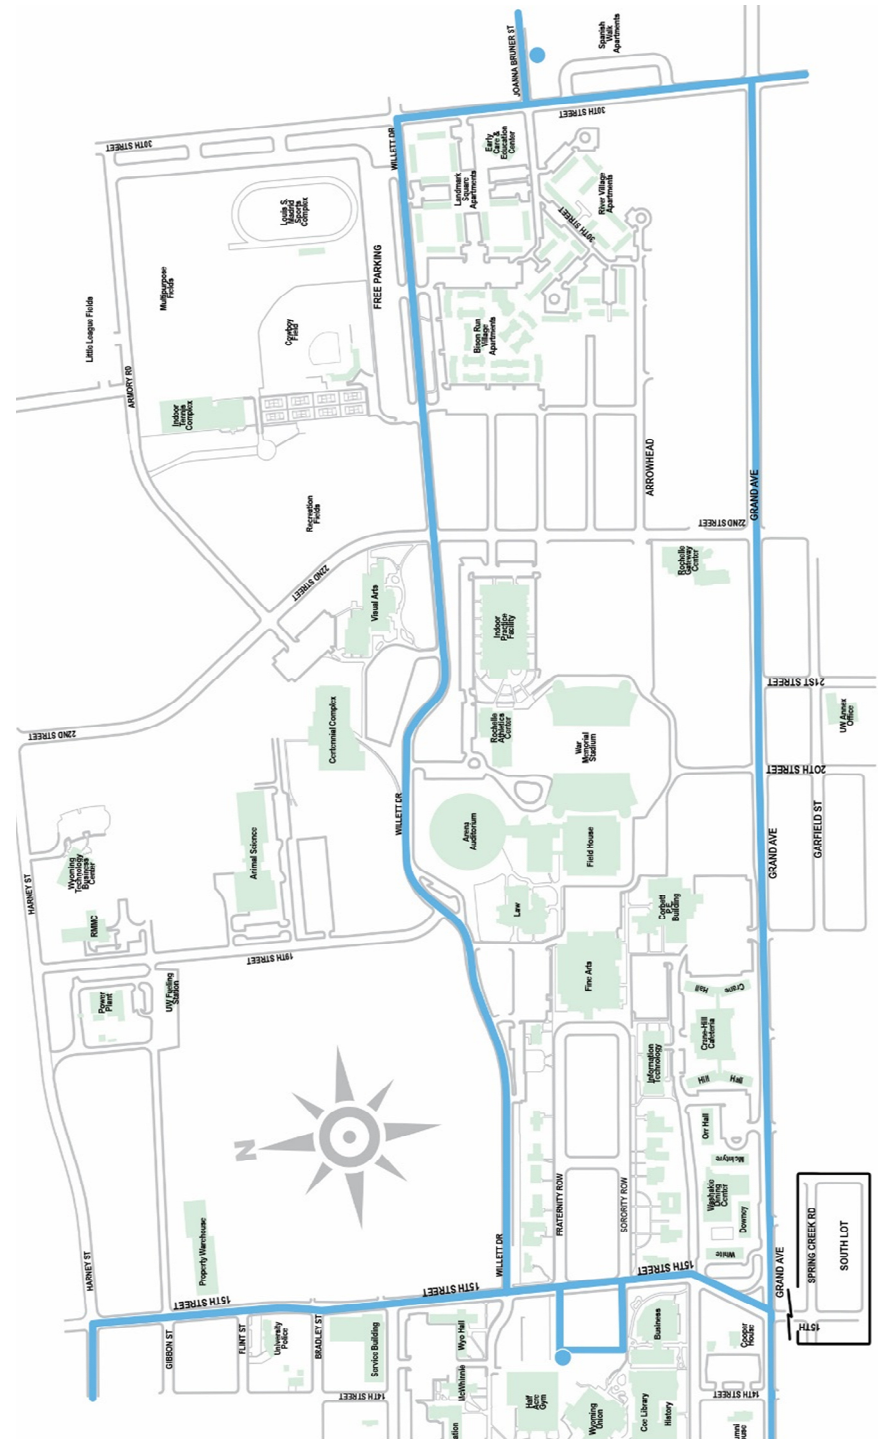 JOANNA BRUNER ST
Spanish
Walk
Apartments
30TH STREET
30TH STREET
WILLETT DR
Early
Care &
Education
Center
Landmark
Square
Apartments
River Village
Apartments
30TH STREET
Louis S.
Madrid
Sports
Complex
FREE PARKING
Multipurpose
Fields
Little League Fields
Cowboy
Field
Bison Run
Village
Apartments
ARMORY RD
Indoor
Tennis
Complex
ARROWHEAD
GRAND AVE
Recreation
Fields
22ND STREET
22ND STREET
Rochelle
Gateway
Center
Visual Arts
Indoor
Practice
Facility
21ST STREET
UW Annex
Office
22ND STREET
Centennial Complex
Rochelle
Athletics
Center
War
Memorial
Stadium
20TH STREET
WILLETT DR
GARFIELD ST
GRAND AVE
Arena
Auditorium
Field House
Animal Science
Wyoming
Technology
Business
Center
HARNEY ST
RMMC
Law
Corbett
P.E.
Building
19TH STREET
UW Fueling
Station
Power
Plant
Fine Arts
Crane
Hall
Crane-Hill
Cafeteria
Information
Technology
Hill
Hall
N
Orr Hall
McIntyre
Washakie
Dining
Center
Downey
White
FRATERNITY ROW
SORORITY ROW
Property Warehouse
HARNEY ST
WILLETT DR
GRAND AVE
SPRING CREEK RD
SOUTH LOT
15TH STREET
15TH STREET
15TH STREET
15TH
GIBBON ST
FLINT ST
University
Police
BRADLEY ST
Service Building
Wyo Hall
McWhinnie
Business
Cooper
House
14TH STREET
14TH STREET
Half
Acre
Gym
Wyoming
Union
Coe Library
History
ation
umni
ouse